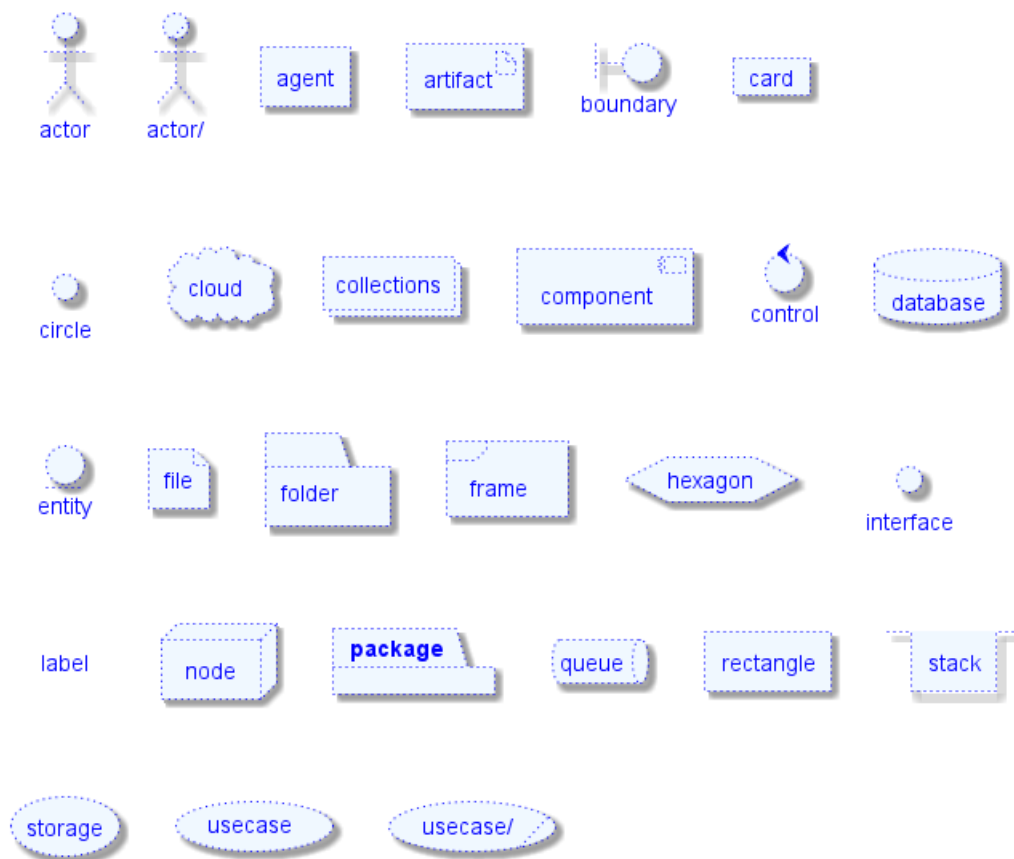 actor
actor/
agent
artifact
boundary
card
circle
cloud
collections
component
control
database
entity
file
folder
frame
hexagon
interface
label
node
package
queue
rectangle
stack
storage
usecase
usecase/